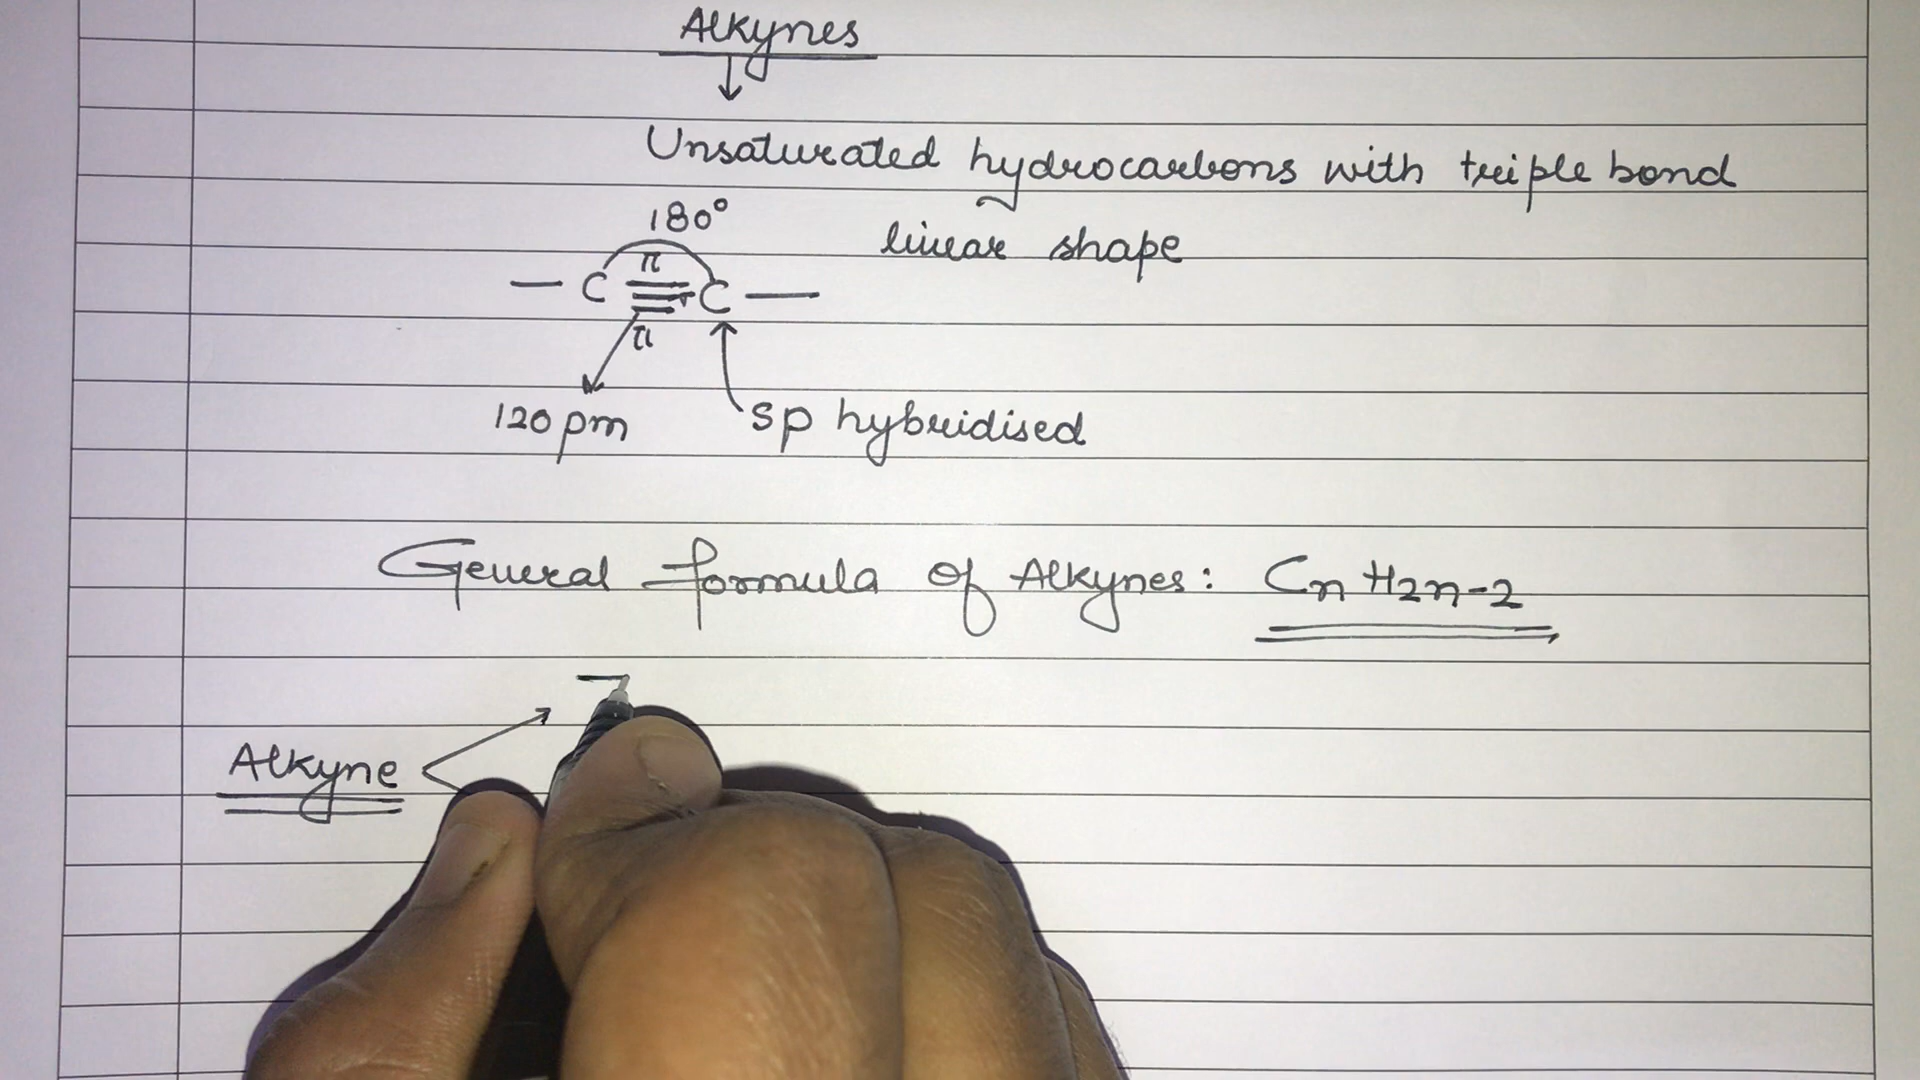 Alkynes
Unsaturated hydrocarbons with triple bond
180° linear shape
π
— C ≡ C —
π
120 pm sp hybridised
General formula of Alkynes: CnH2n-2
Alkyne